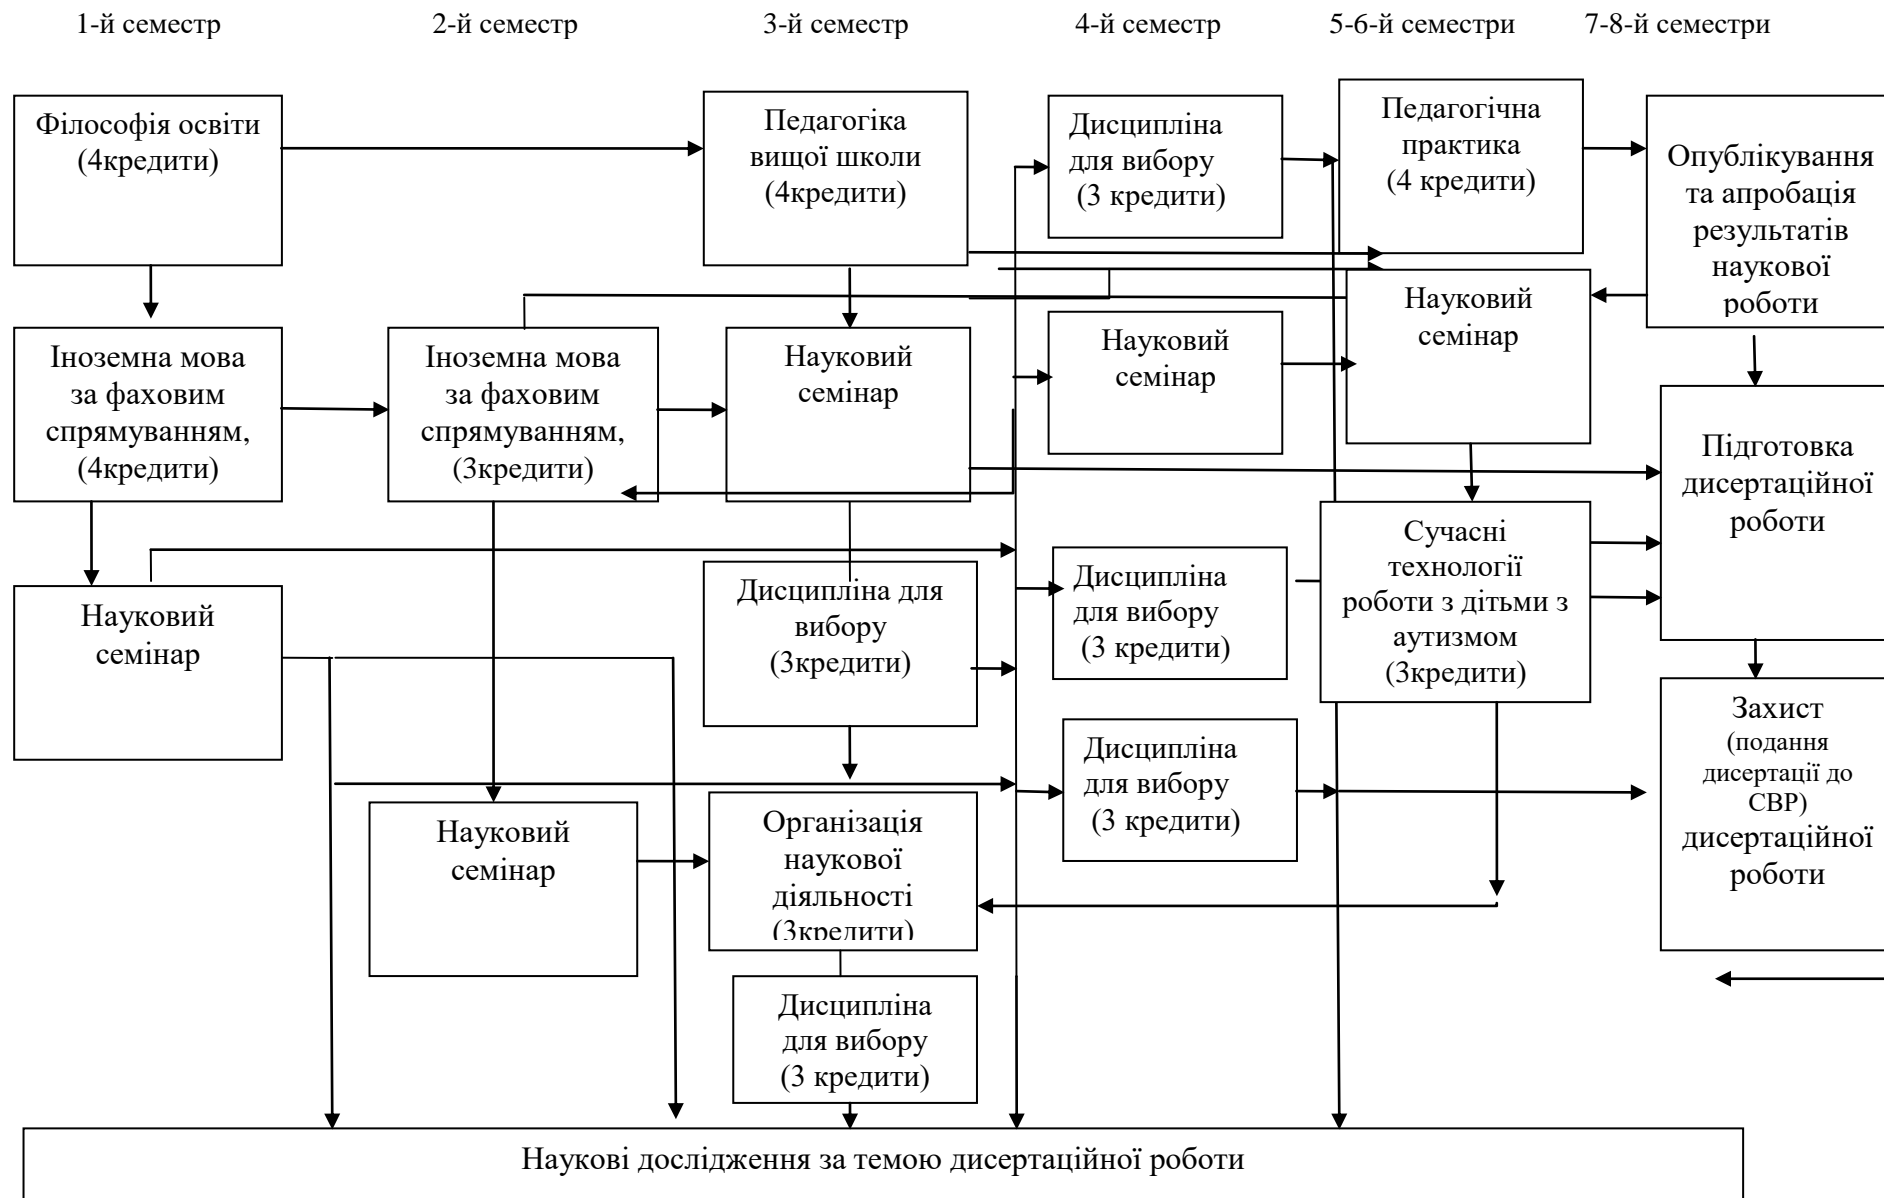 1-й семестр
2-й семестр
3-й семестр
4-й семестр
5-6-й семестри
7-8-й семестри
Філософія освіти
(4кредити)
Іноземна мова
за фаховим
спрямуванням,
(4кредити)
Науковий
семінар
Іноземна мова
за фаховим
спрямуванням,
(3кредити)
Науковий
семінар
Педагогіка
вищої школи
(4кредити)
Науковий
семінар
Дисципліна для
вибору
(3кредити)
Організація
наукової
діяльності
(3кредити)
Дисципліна
для вибору
(3 кредити)
Дисципліна
для вибору
(3 кредити)
Науковий
семінар
Дисципліна
для вибору
(3 кредити)
Дисципліна
для вибору
(3 кредити)
Педагогічна
практика
(4 кредити)
Науковий
семінар
Сучасні
технології
роботи з дітьми з
аутизмом
(3кредити)
Опублікування
та апробація
результатів
наукової
роботи
Підготовка
дисертаційної
роботи
Захист
(подання
дисертації до
СВР)
дисертаційної
роботи
Наукові дослідження за темою дисертаційної роботи